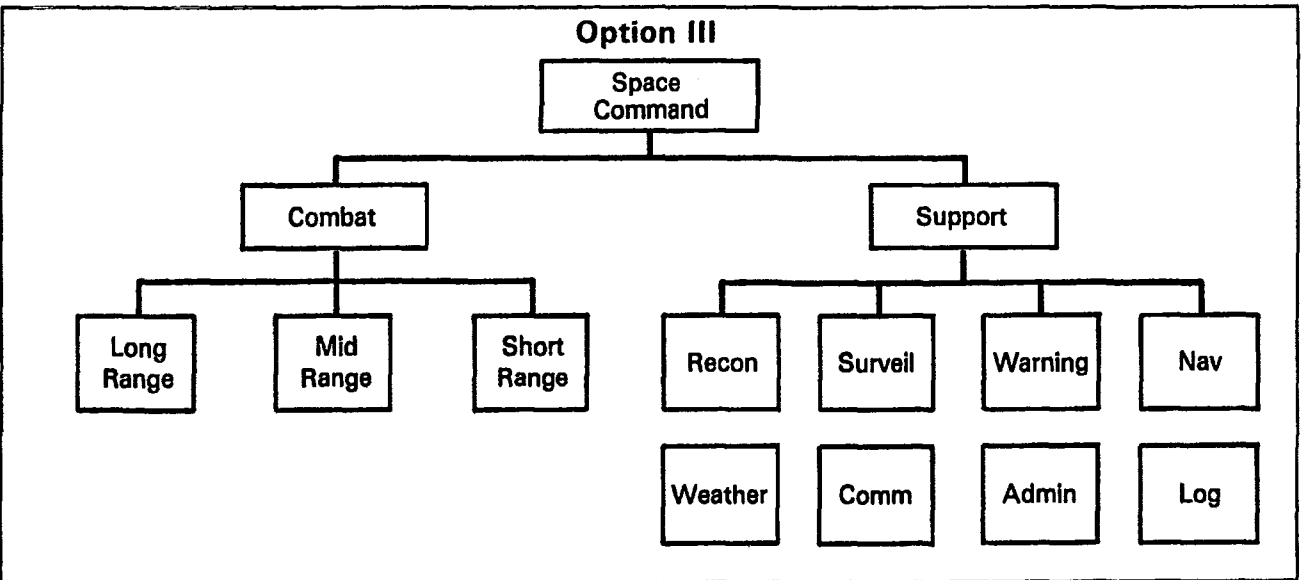 Option III
Space
Command
Combat
Support
Long
Range
Mid
Range
Short
Range
Recon
Surveil
Warning
Nav
Weather
Comm
Admin
Log